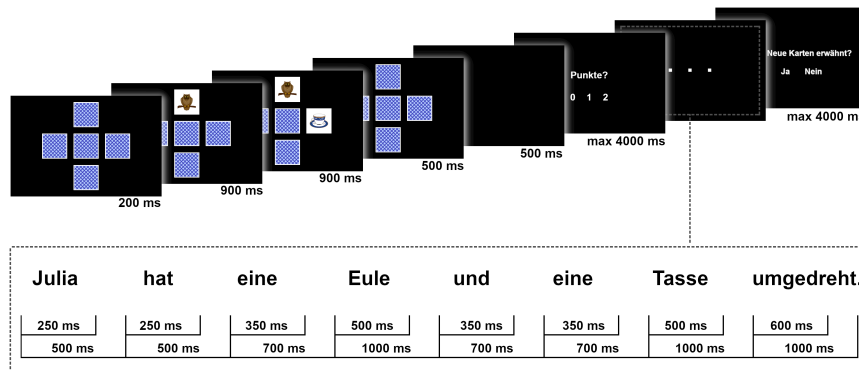 Neue Karten erwähnt?
Ja Nein
Punkte?
0 1 2
200 ms
900 ms
900 ms
500 ms
500 ms
max 4000 ms
max 4000 m
Julia hat eine Eule und eine Tasse umgedreht.
250 ms 250 ms 350 ms 500 ms 350 ms 350 ms 500 ms 600 ms
500 ms 500 ms 700 ms 1000 ms 700 ms 700 ms 1000 ms 1000 ms